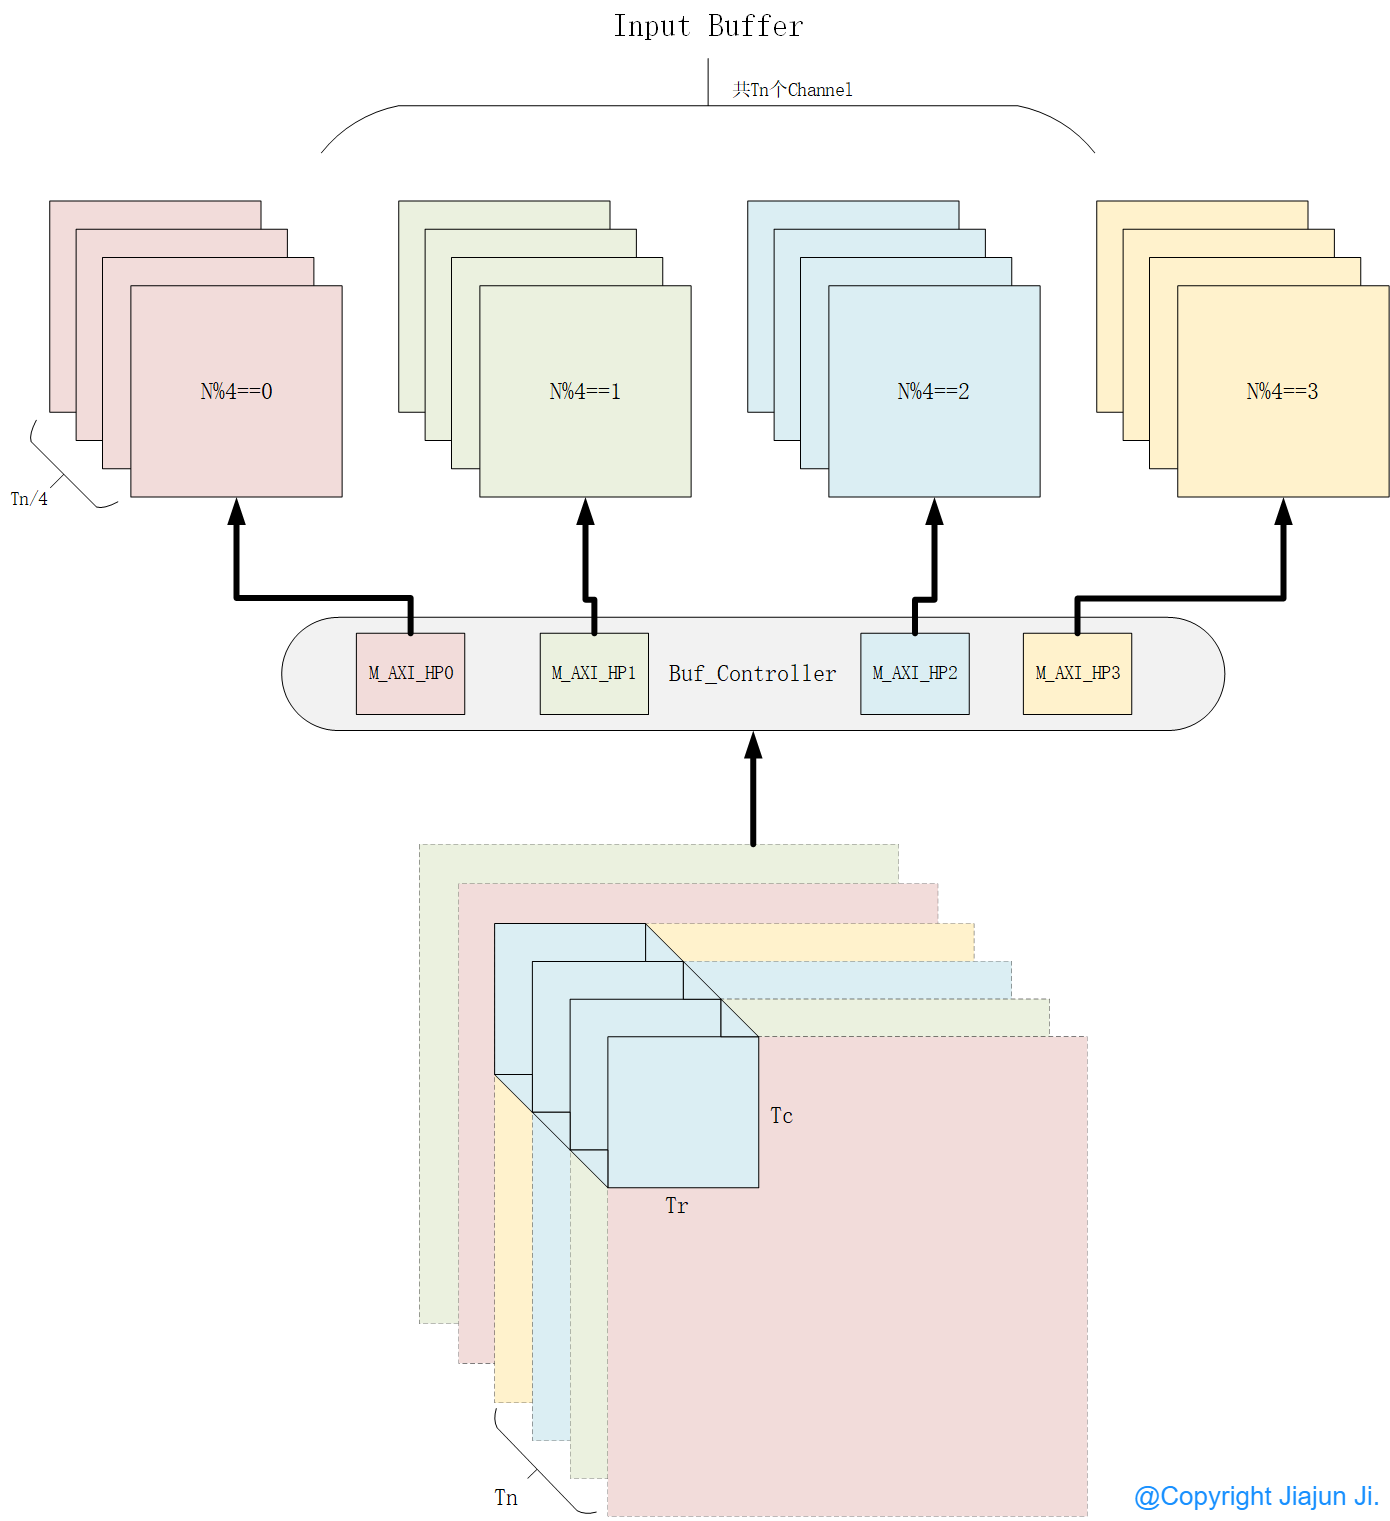 Input Buffer
共Tn个Channel
N%4==0
N%4==1
N%4==2
N%4==3
Tn/4
M_AXI_HP0
M_AXI_HP1
Buf_Controller
M_AXI_HP2
M_AXI_HP3
Tc
Tr
Tn
@Copyright Jiajun Ji.